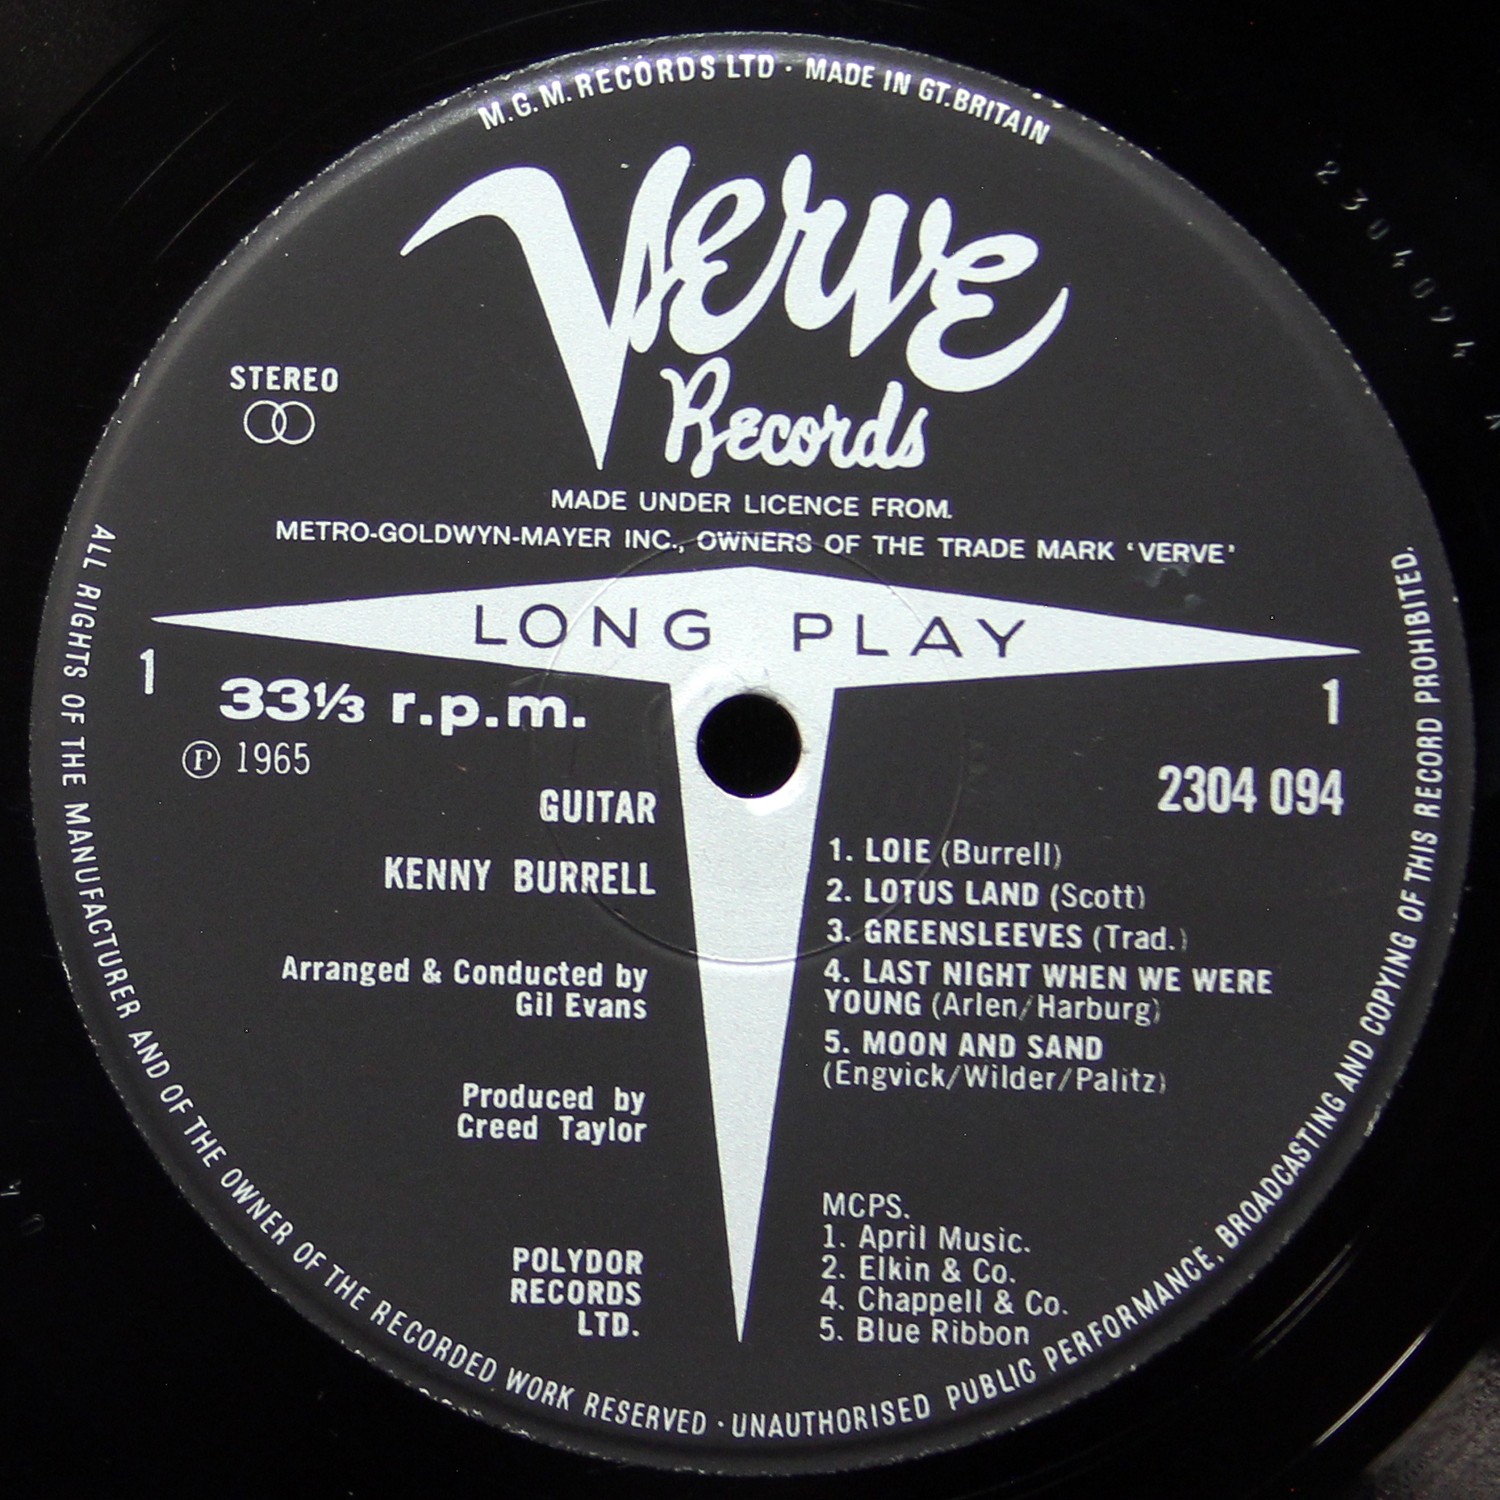 M.G.M. RECORDS LTD · MADE IN GT.BRITAIN
Verve
Records
STEREO
MADE UNDER LICENCE FROM.
METRO-GOLDWYN-MAYER INC., OWNERS OF THE TRADE MARK ‘VERVE’
LONG PLAY
1
33⅓ r.p.m.
Ⓟ 1965
1
2304 094
GUITAR
KENNY BURRELL
Arranged & Conducted by
Gil Evans
Produced by
Creed Taylor
POLYDOR
RECORDS
LTD.
1. LOIE (Burrell)
2. LOTUS LAND (Scott)
3. GREENSLEEVES (Trad.)
4. LAST NIGHT WHEN WE WERE
YOUNG (Arlen/Harburg)
5. MOON AND SAND
(Engvick/Wilder/Palitz)
MCPS.
1. April Music.
2. Elkin & Co.
4. Chappell & Co.
5. Blue Ribbon
ALL RIGHTS OF THE MANUFACTURER AND OF THE OWNER OF THE RECORDED WORK RESERVED · UNAUTHORISED PUBLIC PERFORMANCE, BROADCASTING AND COPYING OF THIS RECORD PROHIBITED.
2304094 A